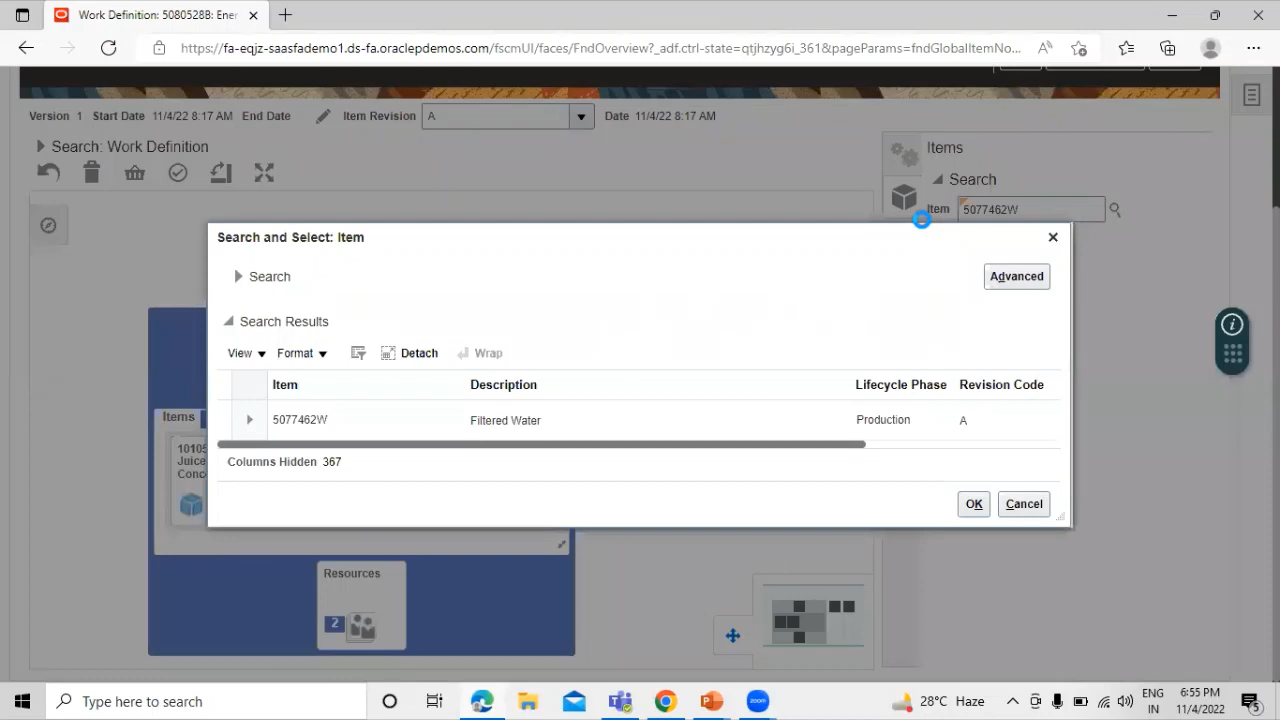 Work Definition: 5080528B: Ener
https://fa-eqjz-saasfademo1.ds-fa.oraclepdemos.com/fscmUI/faces/FndOverview?_adf.ctrl-state=qtjhzyg6i_361&pageParams=fndGlobalItemNo...
Version 1 Start Date 11/4/22 8:17 AM End Date Item Revision A Date 11/4/22 8:17 AM
Search: Work Definition
Items
Search
Item 5077462W
Search and Select: Item
Search
Advanced
Search Results
View Format Detach Wrap
Item Description Lifecycle Phase Revision Code
5077462W Filtered Water Production A
Columns Hidden 367
OK Cancel
Items
10105
Juice
Conc
Resources
2
Type here to search
28°C Haze
ENG
IN
6:55 PM
11/4/2022
5